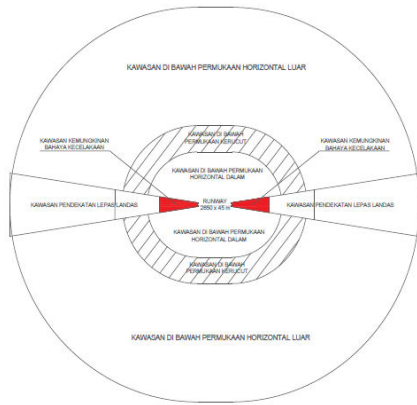 KAWASAN DI BAWAH PERMUKAAN HORIZONTAL LUAR
KAWASAN DI BAWAH
PERMUKAAN KERUCUT
KAWASAN KEMUNGKINAN
BAHAYA KECELAKAAN
KAWASAN KEMUNGKINAN
BAHAYA KECELAKAAN
KAWASAN DI BAWAH PERMUKAAN
HORIZONTAL DALAM
KAWASAN PENDEKATAN LEPAS LANDAS
RUNWAY
2650 x 45 m
KAWASAN PENDEKATAN LEPAS LANDAS
KAWASAN DI BAWAH PERMUKAAN
HORIZONTAL DALAM
KAWASAN DI BAWAH
PERMUKAAN KERUCUT
KAWASAN DI BAWAH PERMUKAAN HORIZONTAL LUAR